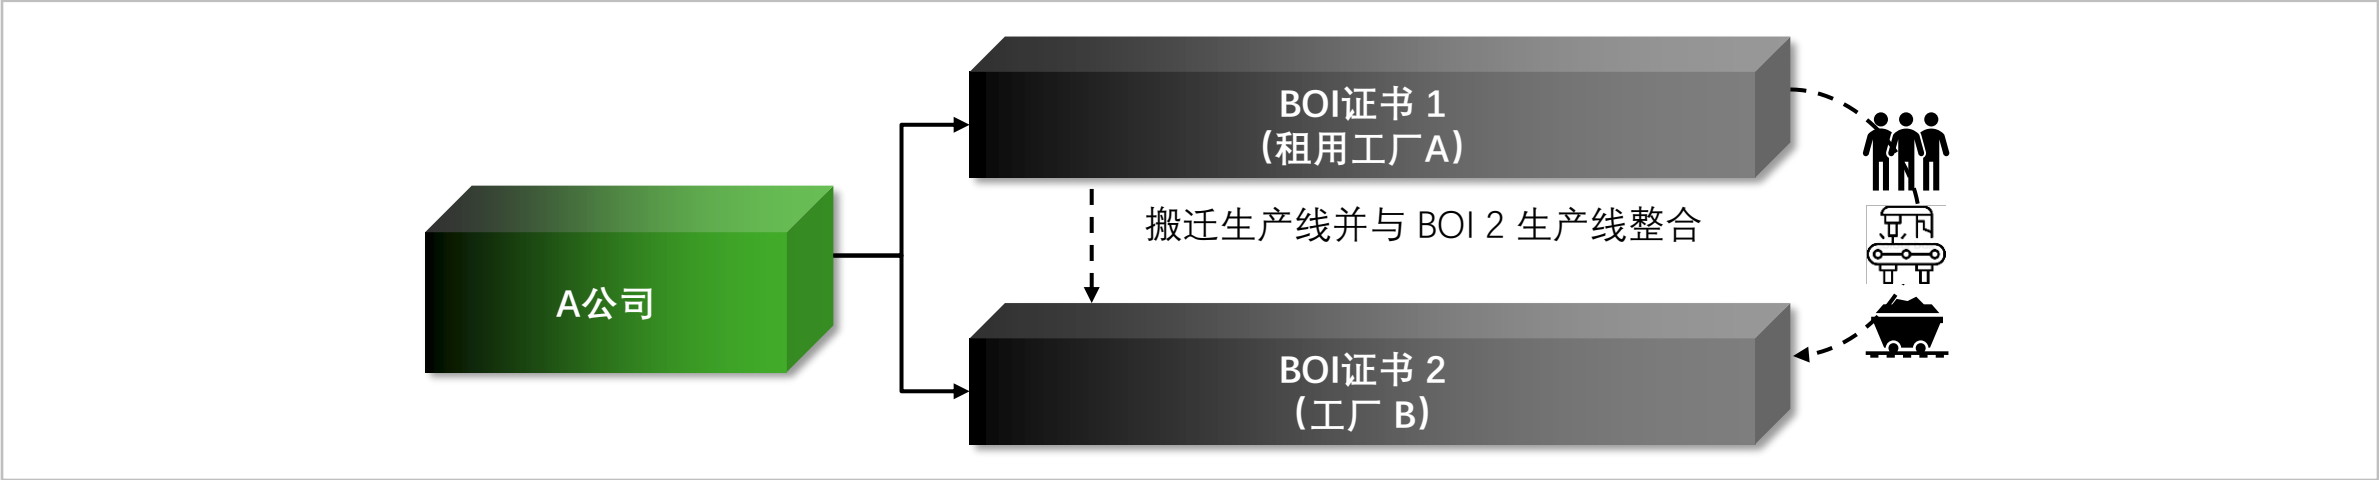 BOI证书 1
(租用工厂A)
搬迁生产线并与 BOI 2 生产线整合
A公司
BOI证书 2
(工厂 B)